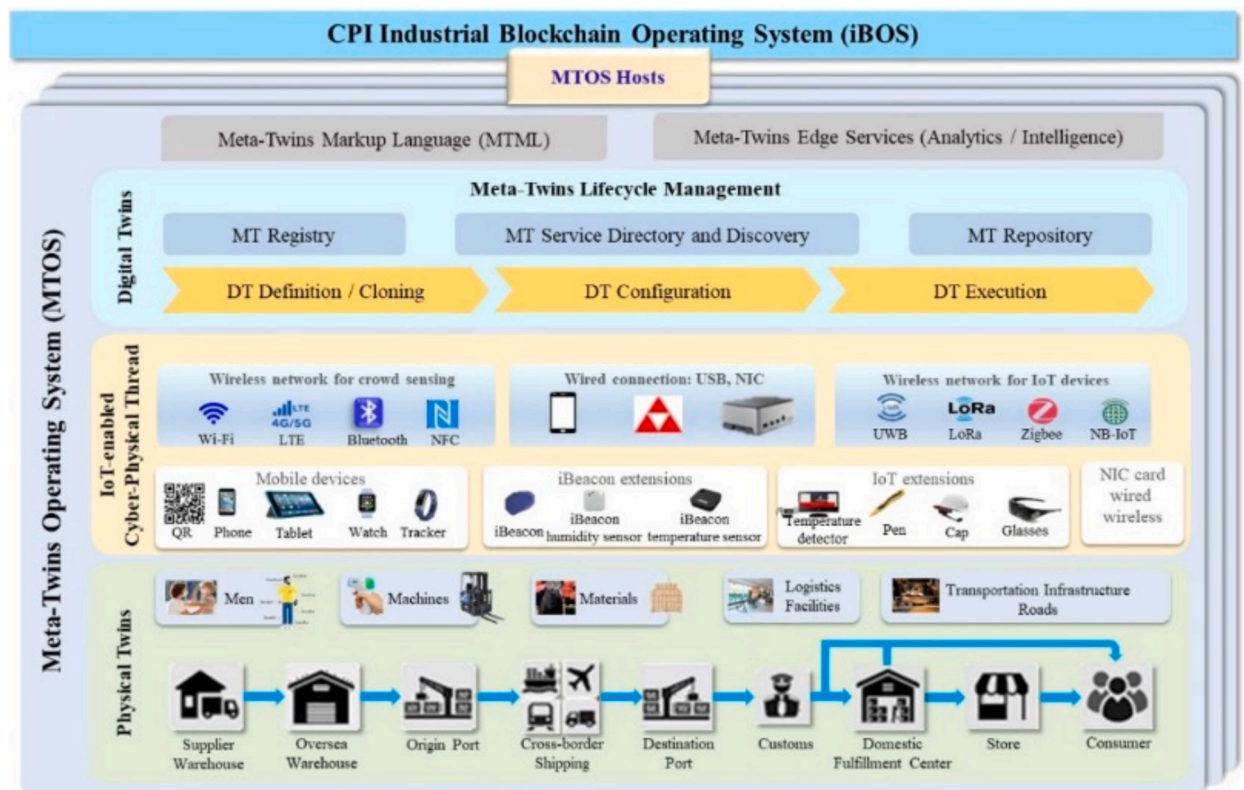 CPI Industrial Blockchain Operating System (iBOS)
MTOS Hosts
Meta-Twins Operating System (MTOS)
Meta-Twins Markup Language (MTML)
Meta-Twins Edge Services (Analytics / Intelligence)
Digital Twins
Meta-Twins Lifecycle Management
MT Registry
MT Service Directory and Discovery
MT Repository
DT Definition / Cloning
DT Configuration
DT Execution
IoT-enabled
Cyber-Physical Thread
Wireless network for crowd sensing
LTE
4G/5G
Wi-Fi
LTE
Bluetooth
NFC
Wired connection: USB, NIC
Wireless network for IoT devices
LoRa
UWB
LoRa
Zigbee
NB-IoT
Mobile devices
QR
Phone
Tablet
Watch
Tracker
iBeacon extensions
iBeacon
iBeacon
humidity sensor
iBeacon
temperature sensor
IoT extensions
Temperature
detector
Pen
Cap
Glasses
NIC card
wired
wireless
Physical Twins
Men
Machines
Materials
Logistics
Facilities
Transportation Infrastructure
Roads
Supplier
Warehouse
Oversea
Warehouse
Origin Port
Cross-border
Shipping
Destination
Port
Customs
Domestic
Fulfillment Center
Store
Consumer